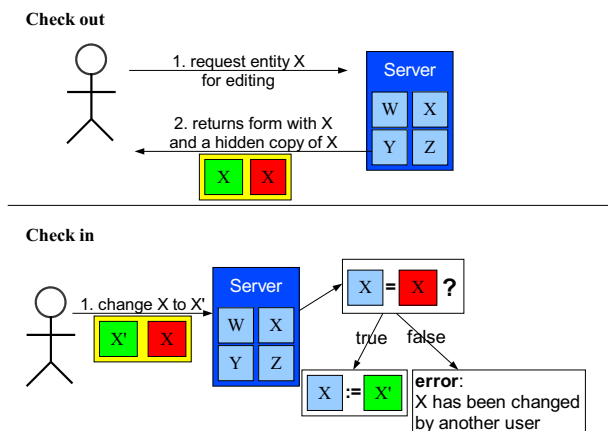 Check out
1. request entity X
for editing
Server
W X
Y Z
2. returns form with X
and a hidden copy of X
X X
Check in
1. change X to X'
X' X
Server
W X
Y Z
X = X ?
true false
X := X'
error:
X has been changed
by another user